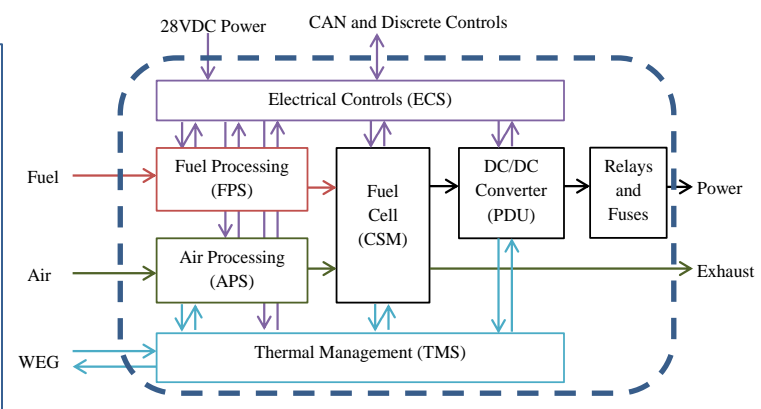 28VDC Power
CAN and Discrete Controls
Electrical Controls (ECS)
Fuel
Fuel Processing
(FPS)
Fuel
Cell
(CSM)
DC/DC
Converter
(PDU)
Relays
and
Fuses
Power
Air
Air Processing
(APS)
Exhaust
WEG
Thermal Management (TMS)